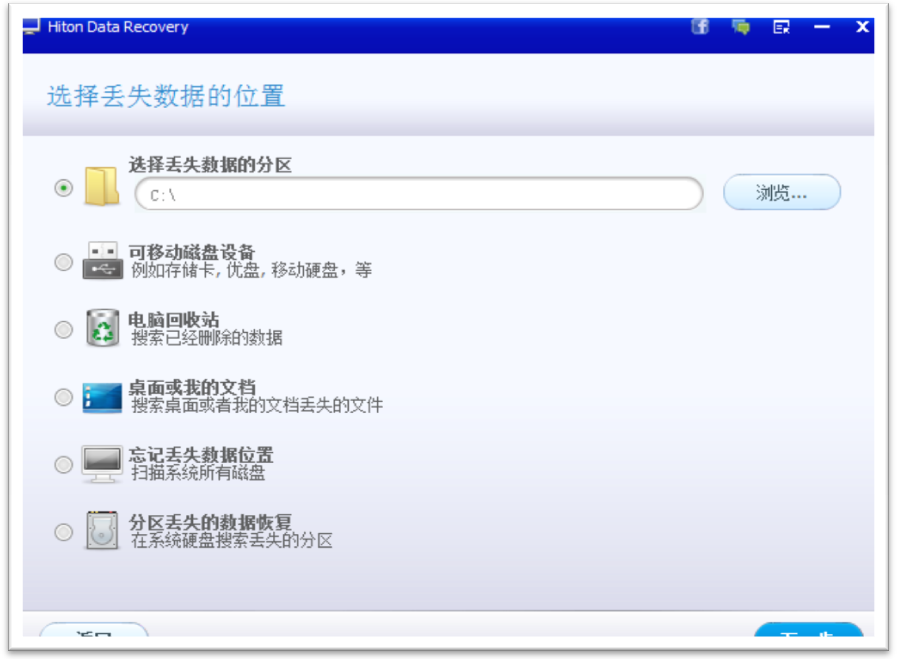 Hiton Data Recovery
选择丢失数据的位置
选择丢失数据的分区
C:\
浏览...
可移动磁盘设备
例如存储卡, 优盘, 移动硬盘，等
电脑回收站
搜索已经删除的数据
桌面或我的文档
搜索桌面或者我的文档丢失的文件
忘记丢失数据位置
扫描系统所有磁盘
分区丢失的数据恢复
在系统硬盘搜索丢失的分区